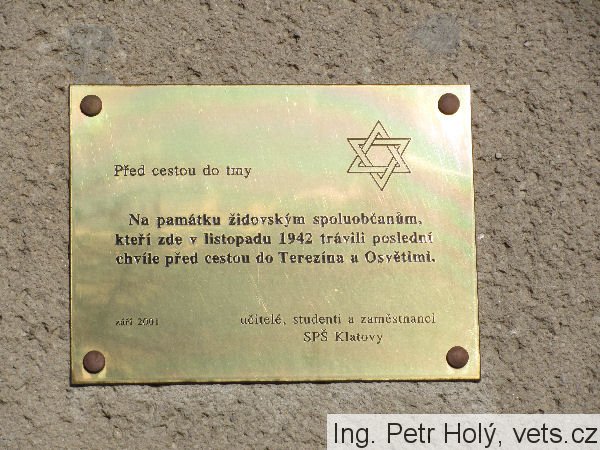 Před cestou do tmy
Na památku židovským spoluobčanům,
kteří zde v listopadu 1942 trávili poslední
chvíle před cestou do Terezína a Osvětimi.
září 2001
učitelé, studenti a zaměstnanci
SPŠ Klatovy
Ing. Petr Holý, vets.cz